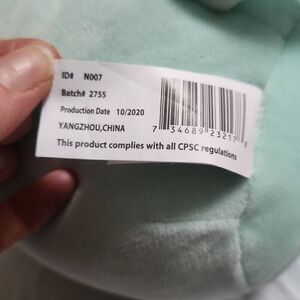 ID# N007
Batch# 2755
Production Date 10/2020
YANGZHOU,CHINA
7 34689 23217 8
This product complies with all CPSC regulations